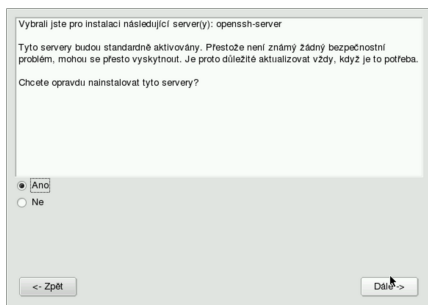 Vybrali jste pro instalaci následující server(y): openssh-server
Tyto servery budou standardně aktivovány. Přestože není známý žádný bezpečnostní
problém, mohou se přesto vyskytnout. Je proto důležité aktualizovat vždy, když je to potřeba.
Chcete opravdu nainstalovat tyto servery?
Ano
Ne
<- Zpět
Dále ->